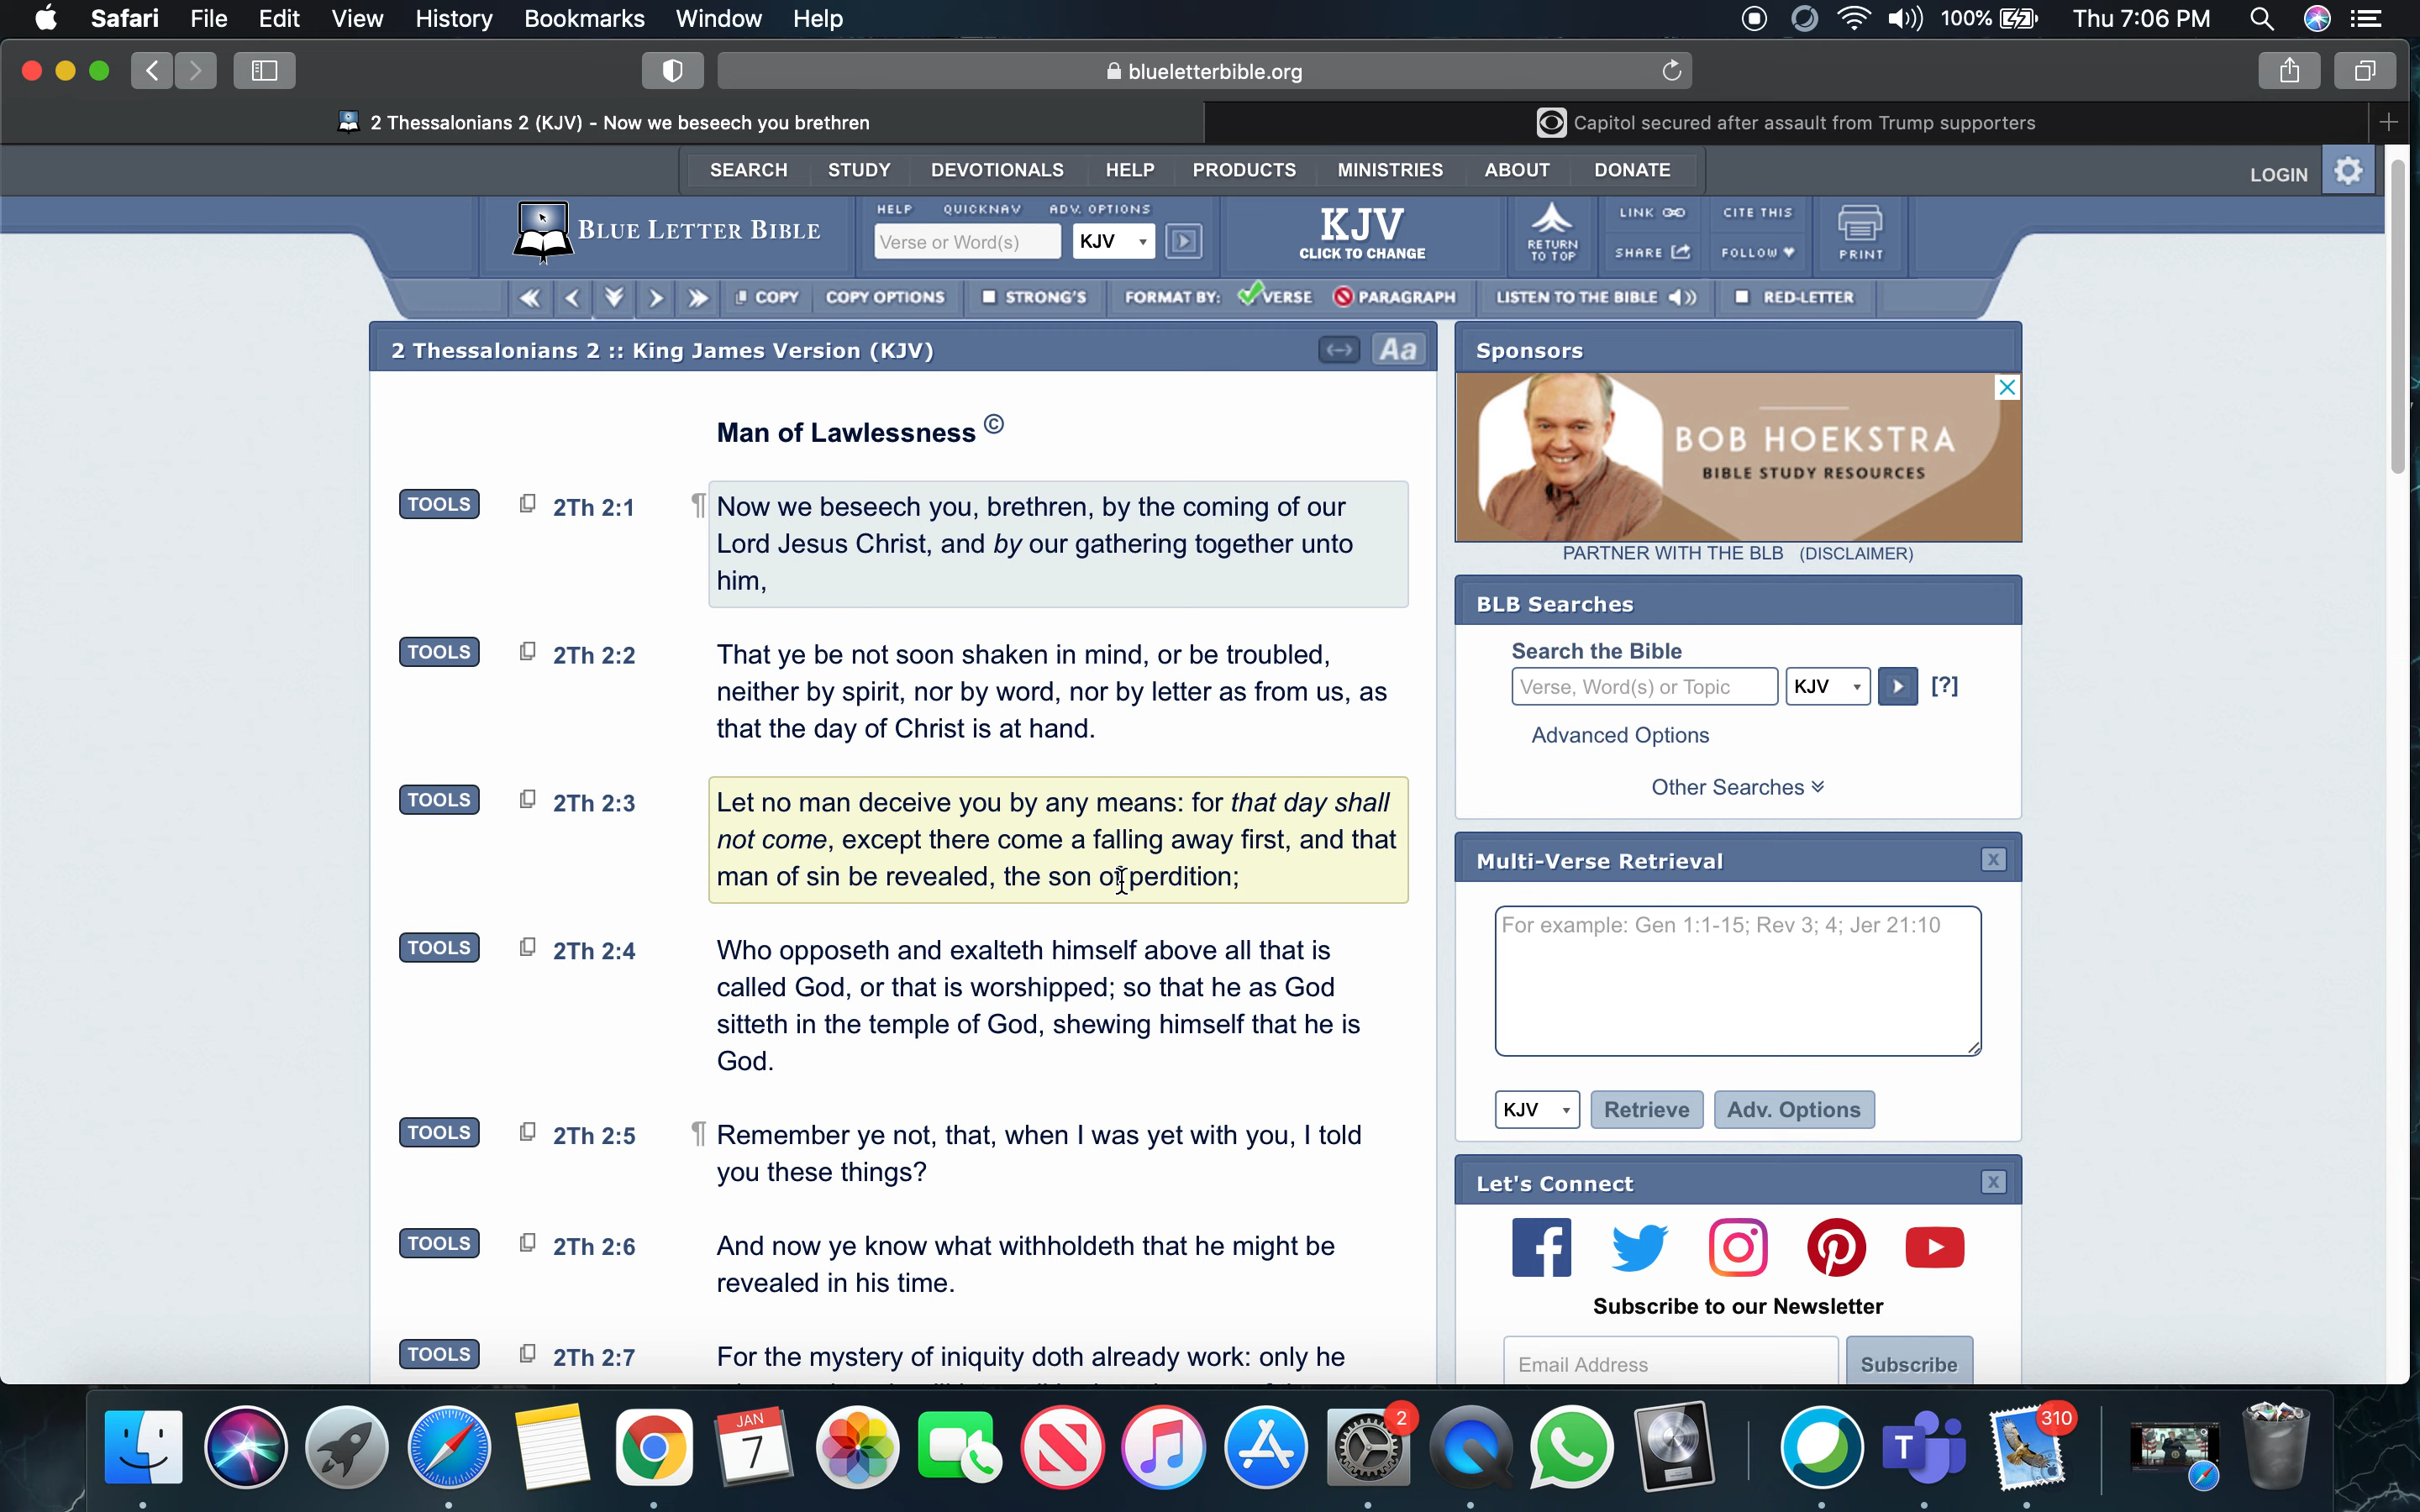 Safari File Edit View History Bookmarks Window Help 100% Thu 7:06 PM
blueletterbible.org
2 Thessalonians 2 (KJV) - Now we beseech you brethren
Capitol secured after assault from Trump supporters
SEARCH STUDY DEVOTIONALS HELP PRODUCTS MINISTRIES ABOUT DONATE
LOGIN
BLUE LETTER BIBLE
HELP QUICKNAV ADV. OPTIONS
Verse or Word(s) KJV
KJV
CLICK TO CHANGE
RETURN
TO TOP
LINK CITE THIS
SHARE FOLLOW
PRINT
COPY COPY OPTIONS STRONG'S FORMAT BY: VERSE PARAGRAPH LISTEN TO THE BIBLE RED-LETTER
2 Thessalonians 2 :: King James Version (KJV)
Aa
Man of Lawlessness ©
TOOLS 2Th 2:1 ¶ Now we beseech you, brethren, by the coming of our
Lord Jesus Christ, and by our gathering together unto
him,
TOOLS 2Th 2:2 That ye be not soon shaken in mind, or be troubled,
neither by spirit, nor by word, nor by letter as from us, as
that the day of Christ is at hand.
TOOLS 2Th 2:3 Let no man deceive you by any means: for that day shall
not come, except there come a falling away first, and that
man of sin be revealed, the son of perdition;
TOOLS 2Th 2:4 Who opposeth and exalteth himself above all that is
called God, or that is worshipped; so that he as God
sitteth in the temple of God, shewing himself that he is
God.
TOOLS 2Th 2:5 ¶ Remember ye not, that, when I was yet with you, I told
you these things?
TOOLS 2Th 2:6 And now ye know what withholdeth that he might be
revealed in his time.
TOOLS 2Th 2:7 For the mystery of iniquity doth already work: only he
Sponsors
BOB HOEKSTRA
BIBLE STUDY RESOURCES
PARTNER WITH THE BLB (DISCLAIMER)
BLB Searches
Search the Bible
Verse, Word(s) or Topic KJV [?]
Advanced Options
Other Searches
Multi-Verse Retrieval X
For example: Gen 1:1-15; Rev 3; 4; Jer 21:10
KJV Retrieve Adv. Options
Let's Connect X
Subscribe to our Newsletter
Email Address Subscribe
JAN
7
2
T
310